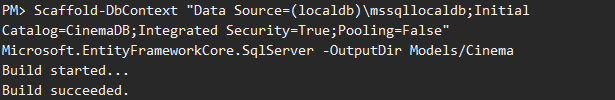 PM> Scaffold-DbContext "Data Source=(localdb)\mssqllocaldb;Initial
Catalog=CinemaDB;Integrated Security=True;Pooling=False"
Microsoft.EntityFrameworkCore.SqlServer -OutputDir Models/Cinema
Build started...
Build succeeded.